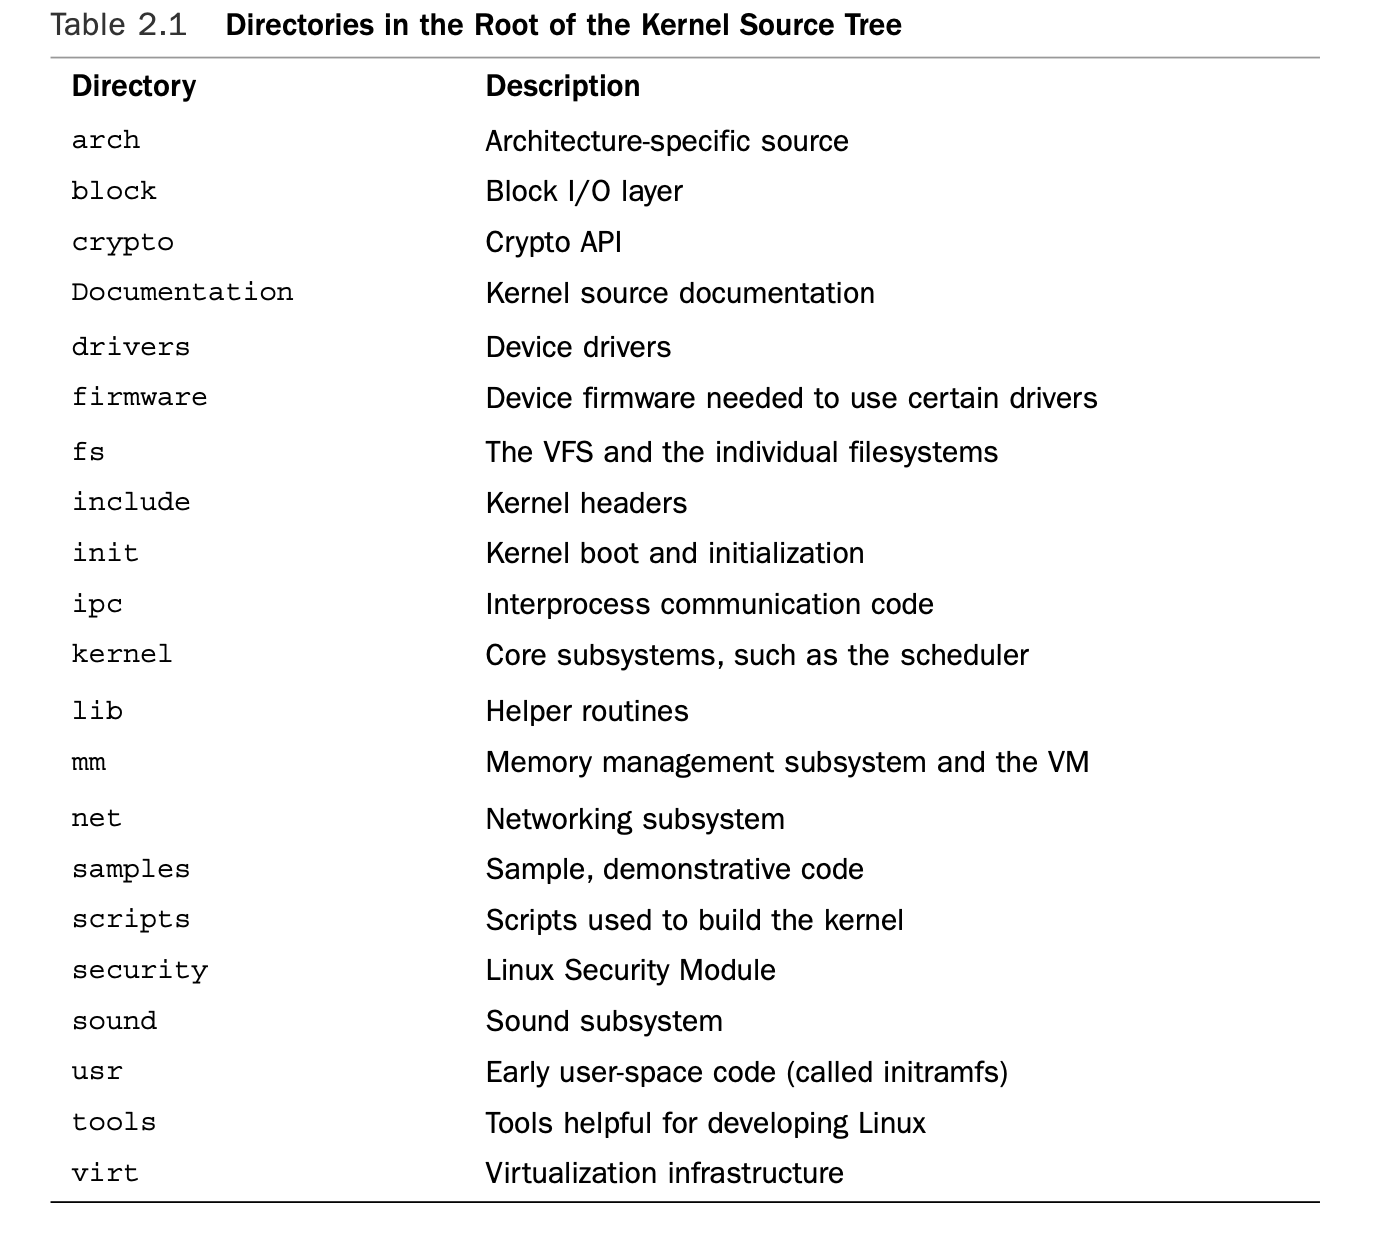 Table 2.1 Directories in the Root of the Kernel Source Tree
Directory Description
arch Architecture-specific source
block Block I/O layer
crypto Crypto API
Documentation Kernel source documentation
drivers Device drivers
firmware Device firmware needed to use certain drivers
fs The VFS and the individual filesystems
include Kernel headers
init Kernel boot and initialization
ipc Interprocess communication code
kernel Core subsystems, such as the scheduler
lib Helper routines
mm Memory management subsystem and the VM
net Networking subsystem
samples Sample, demonstrative code
scripts Scripts used to build the kernel
security Linux Security Module
sound Sound subsystem
usr Early user-space code (called initramfs)
tools Tools helpful for developing Linux
virt Virtualization infrastructure